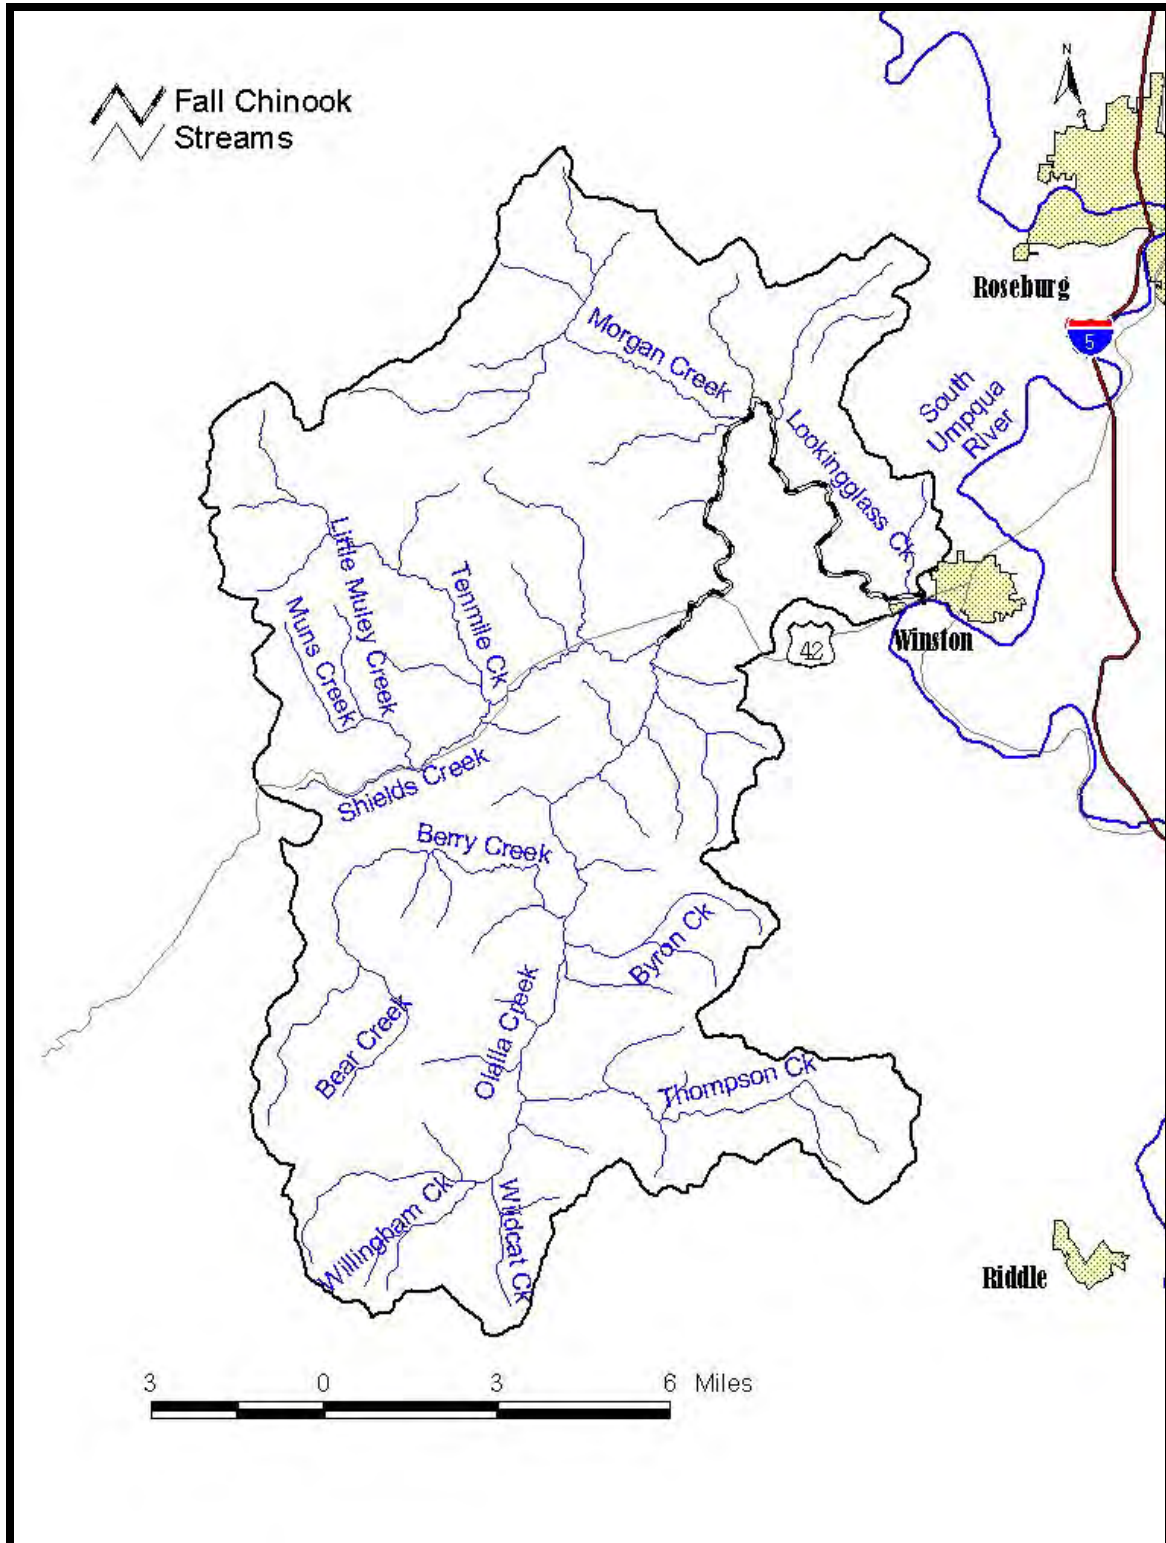 N
Fall Chinook
Streams
Roseburg
5
Morgan Creek
South
Umpqua
River
Lookingglass Ck
Little Muley Creek
Tenmile Ck
Muns Creek
Winston
42
Shields Creek
Berry Creek
Byron Ck
Olalla Creek
Bear Creek
Thompson Ck
Willingham Ck
Wildcat Ck
Riddle
3 0 3 6 Miles